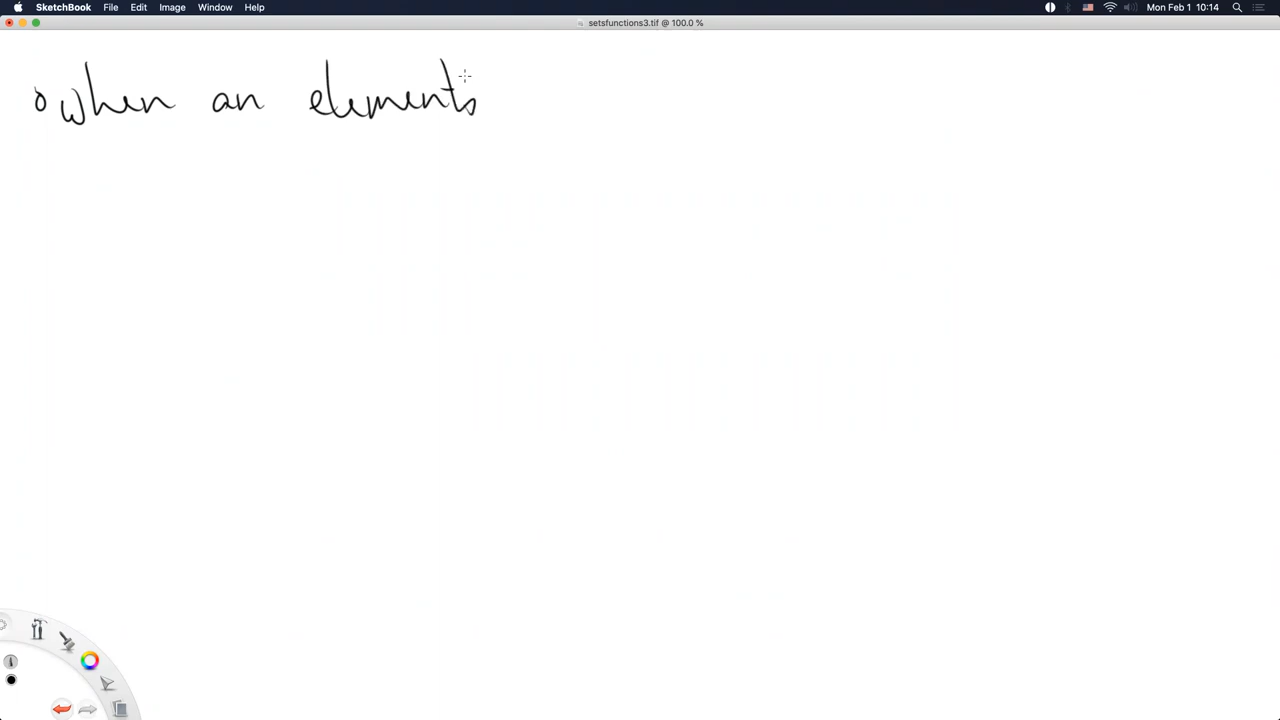 SketchBook File Edit Image Window Help Mon Feb 1 10:14
setsfunctions3.tif @ 100.0 %
when an elements